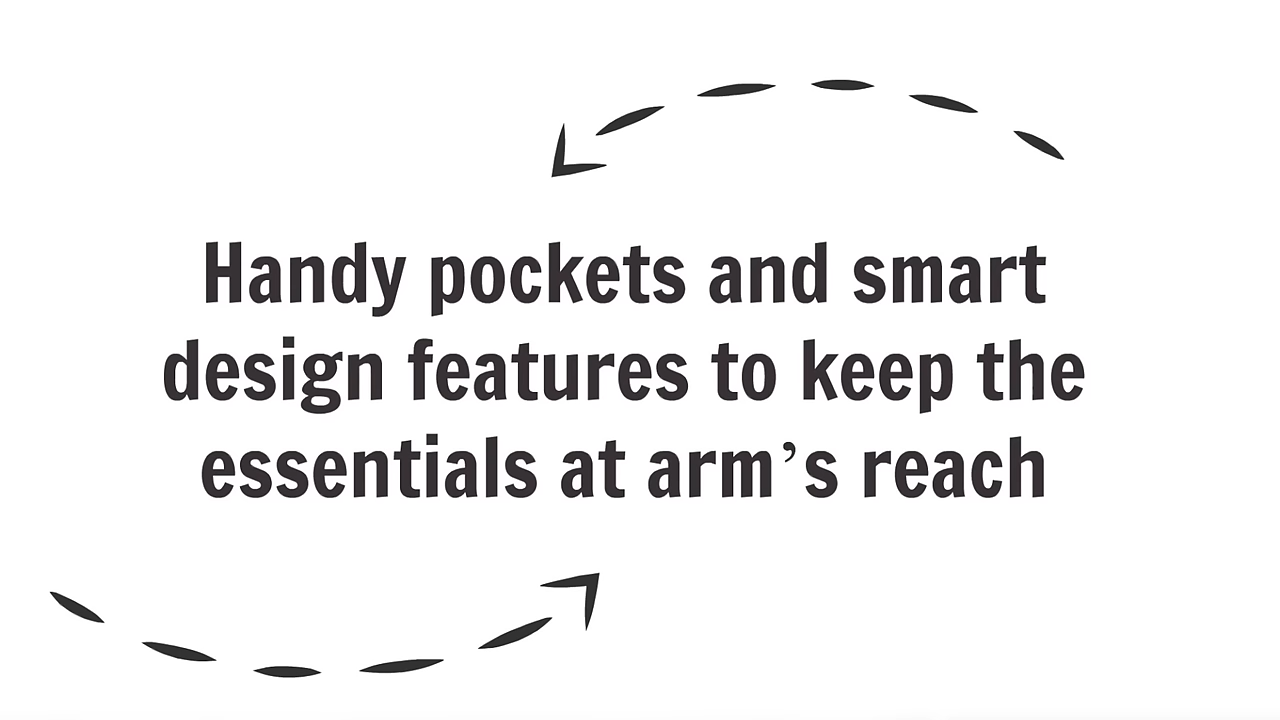 Handy pockets and smart
design features to keep the
essentials at arm’s reach